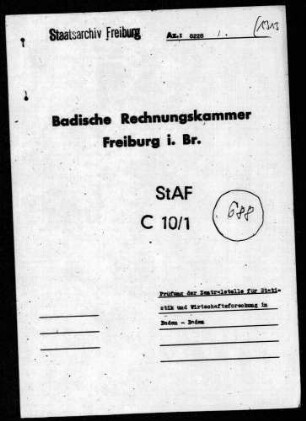 Staatsarchiv Freiburg
Az.: 0220
Badische Rechnungskammer
Freiburg i. Br.
StAF
C 10/1
688
Prüfung der Zentralstelle für Stati-
stik und Wirtschaftsforschung in
Baden - Baden